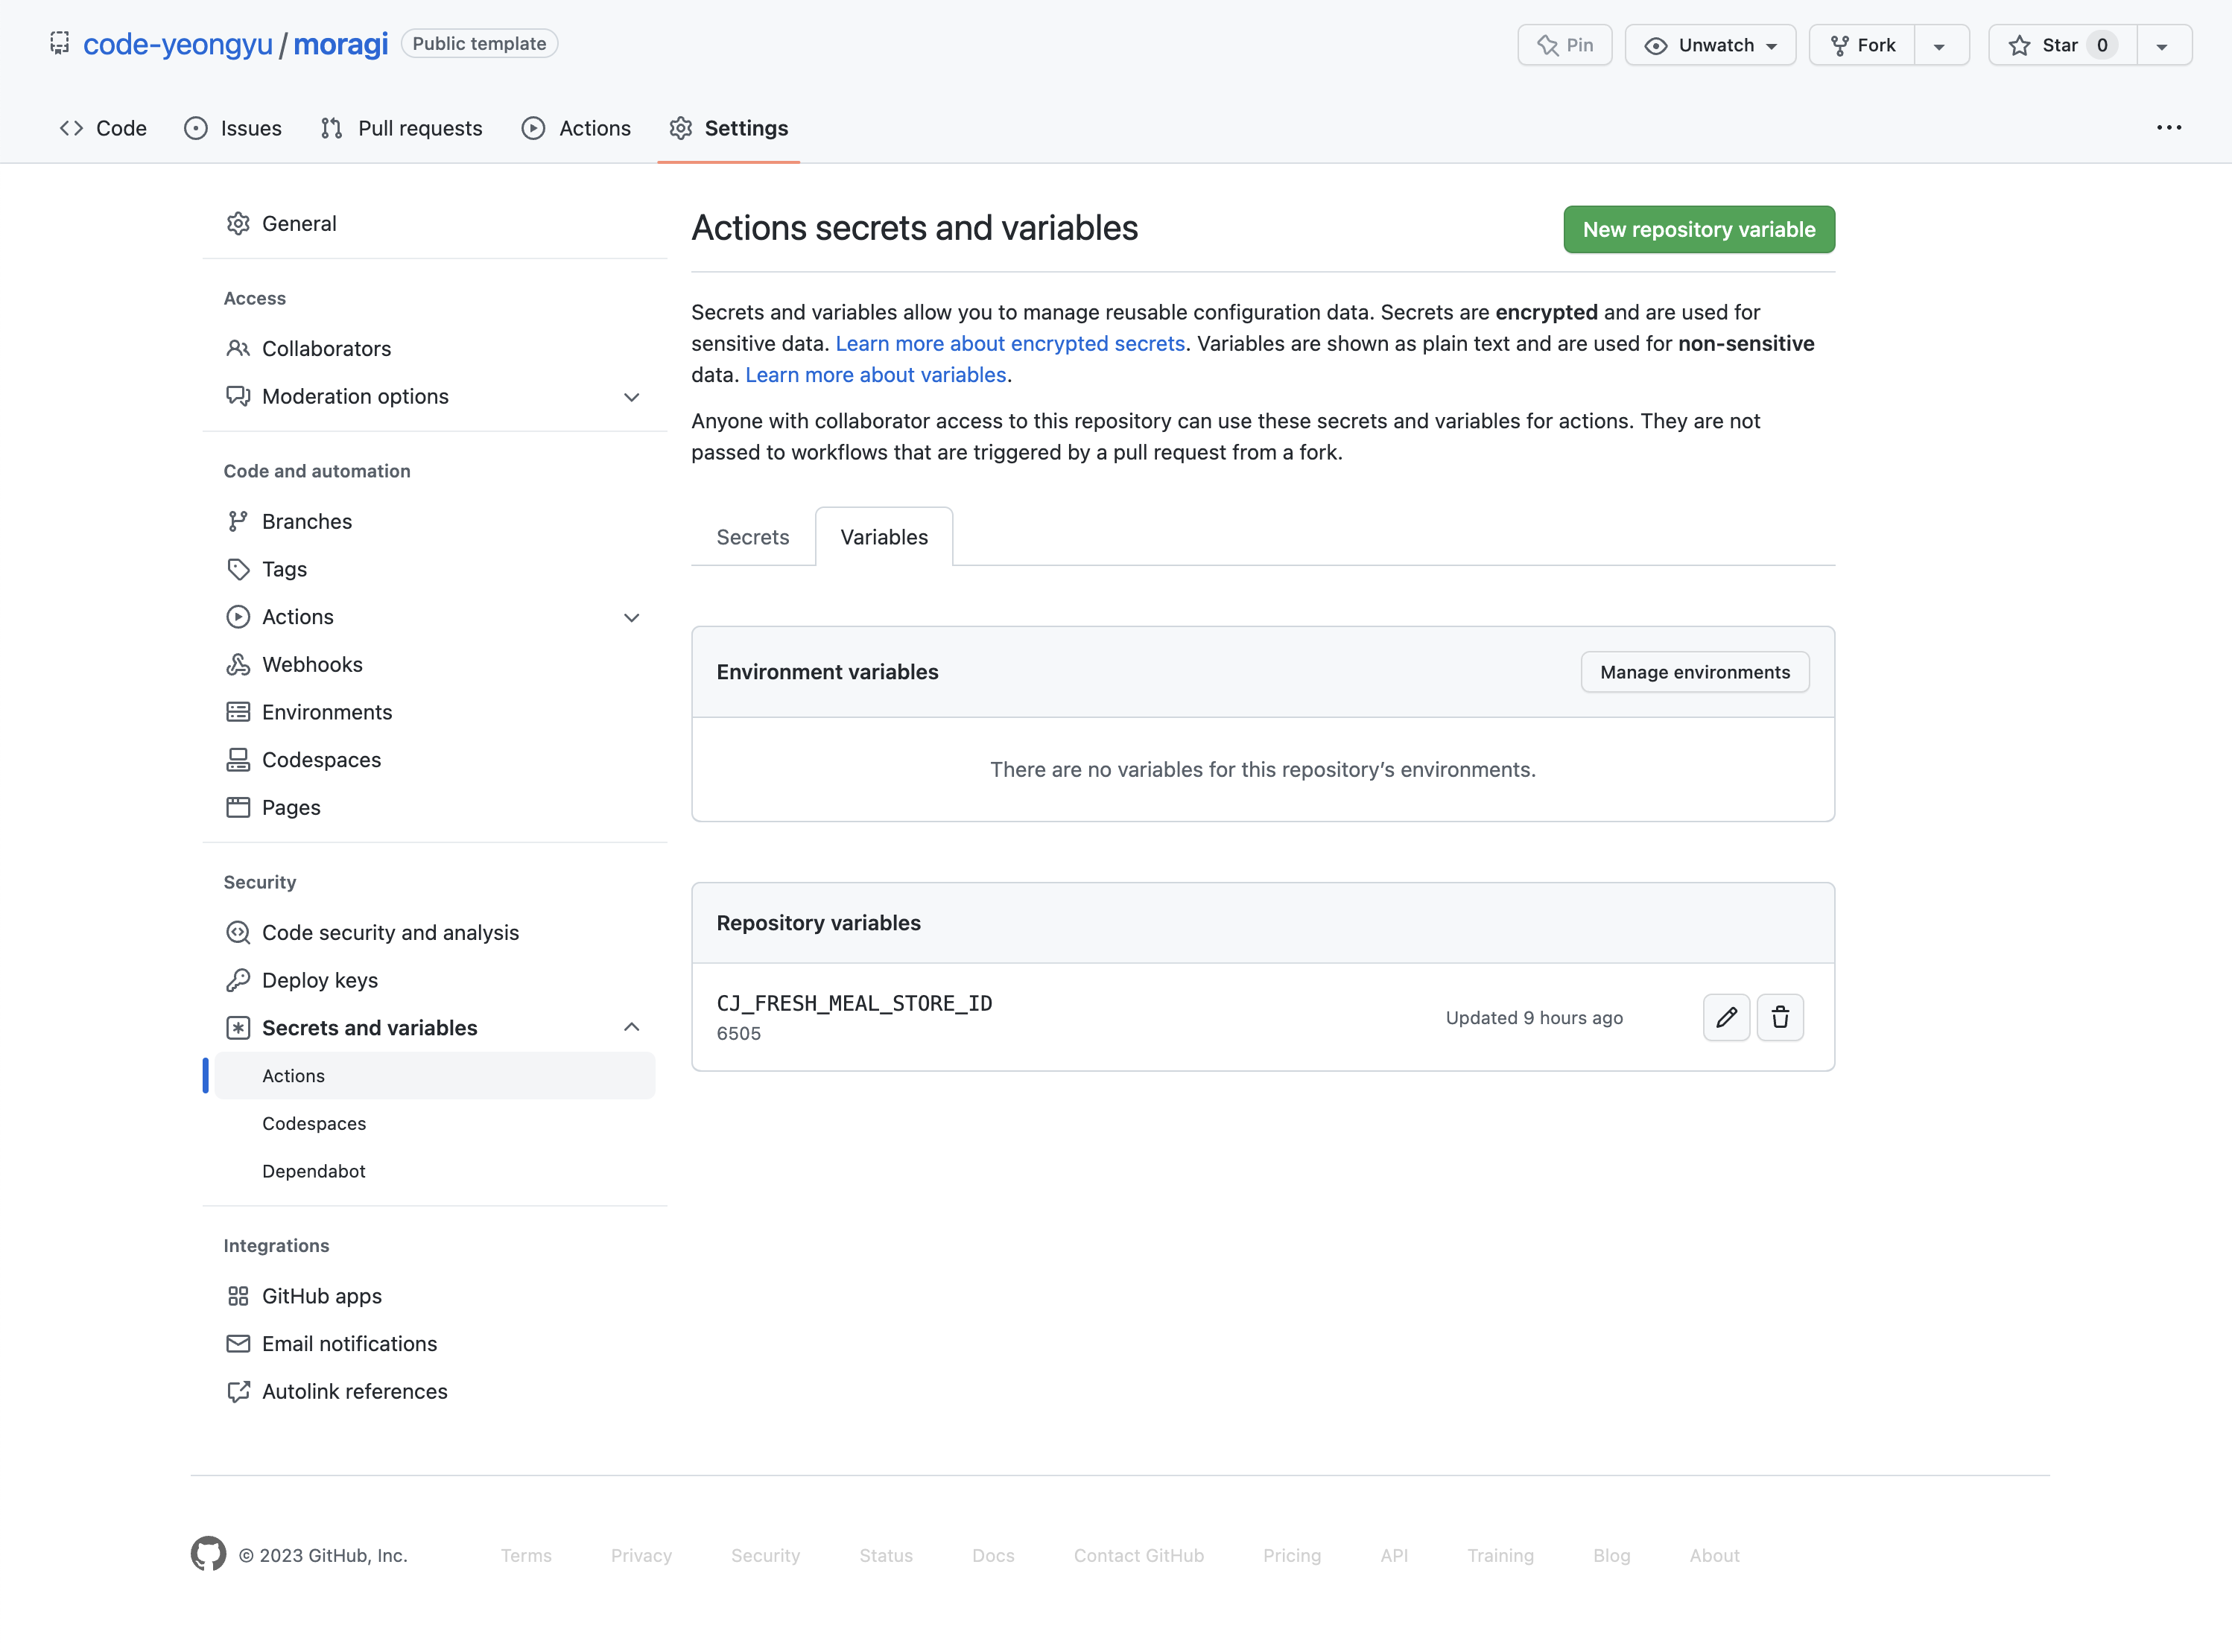 code-yeongyu / moragi Public template
Pin Unwatch Fork Star 0
Code Issues Pull requests Actions Settings
General
Access
Collaborators
Moderation options
Code and automation
Branches
Tags
Actions
Webhooks
Environments
Codespaces
Pages
Security
Code security and analysis
Deploy keys
Secrets and variables
Actions
Codespaces
Dependabot
Integrations
GitHub apps
Email notifications
Autolink references
Actions secrets and variables
New repository variable
Secrets and variables allow you to manage reusable configuration data. Secrets are encrypted and are used for
sensitive data. Learn more about encrypted secrets. Variables are shown as plain text and are used for non-sensitive
data. Learn more about variables.
Anyone with collaborator access to this repository can use these secrets and variables for actions. They are not
passed to workflows that are triggered by a pull request from a fork.
Secrets Variables
Environment variables
Manage environments
There are no variables for this repository’s environments.
Repository variables
CJ_FRESH_MEAL_STORE_ID
6505
Updated 9 hours ago
© 2023 GitHub, Inc. Terms Privacy Security Status Docs Contact GitHub Pricing API Training Blog About